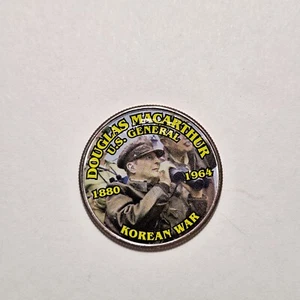 DOUGLAS MACARTHUR
U.S. GENERAL
1880
1964
KOREAN WAR